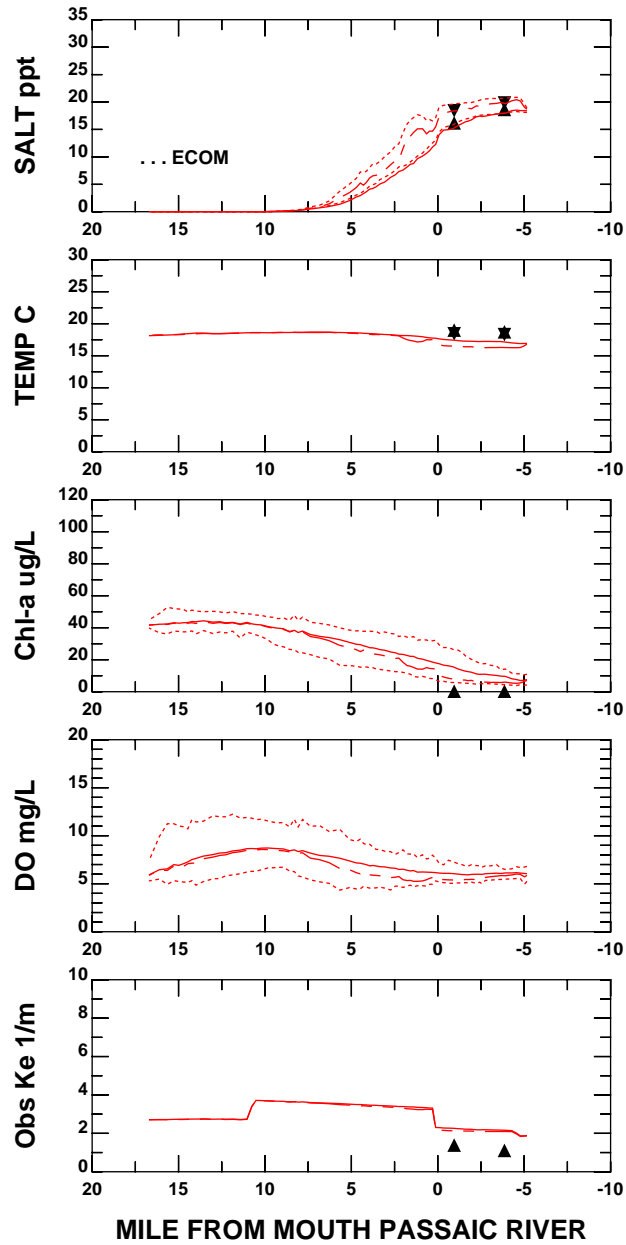 SALT ppt
35
30
25
20
15
10
5
0
. . . ECOM
20 15 10 5 0 -5 -10
TEMP C
30
25
20
15
10
5
0
20 15 10 5 0 -5 -10
Chl-a ug/L
120
100
80
60
40
20
0
20 15 10 5 0 -5 -10
DO mg/L
20
15
10
5
0
20 15 10 5 0 -5 -10
Obs Ke 1/m
10
8
6
4
2
0
20 15 10 5 0 -5 -10
MILE FROM MOUTH PASSAIC RIVER